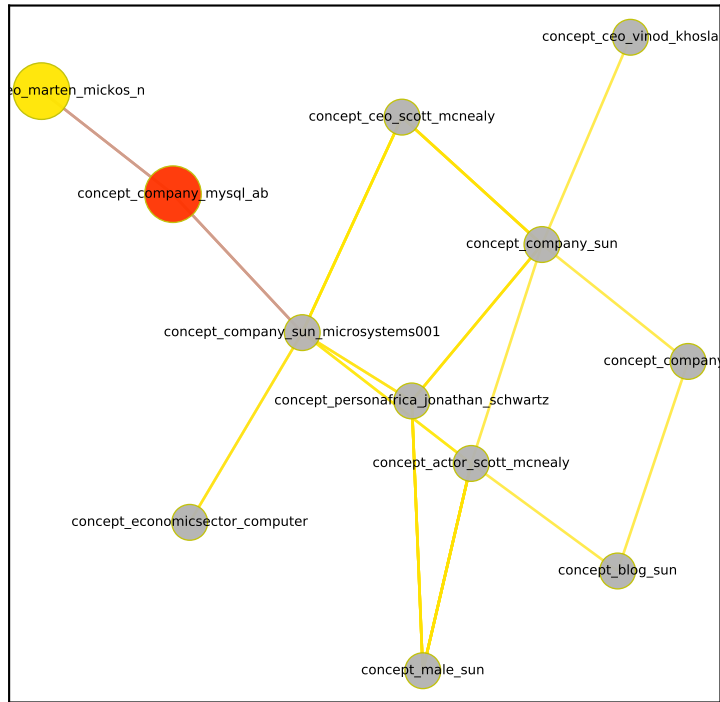 concept_ceo_vinod_khosla
eo_marten_mickos_n
concept_ceo_scott_mcnealy
concept_company_mysql_ab
concept_company_sun
concept_company_sun_microsystems001
concept_company
concept_personafrica_jonathan_schwartz
concept_actor_scott_mcnealy
concept_economicsector_computer
concept_blog_sun
concept_male_sun